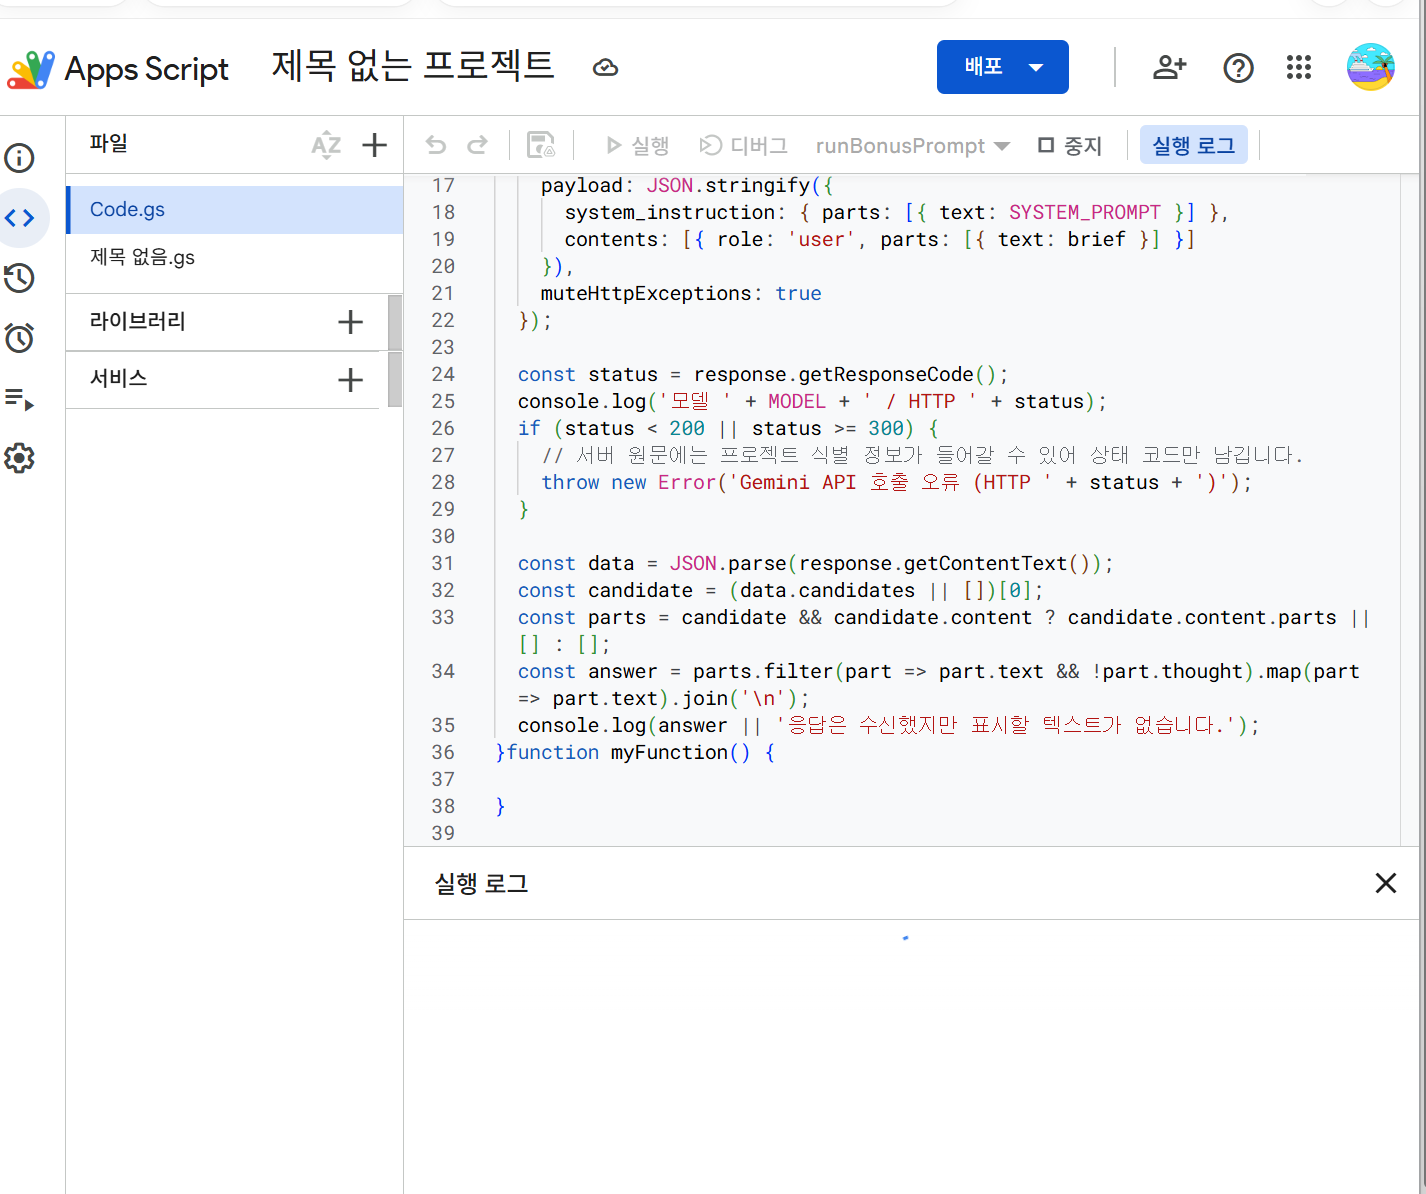 Apps Script 제목 없는 프로젝트 배포
파일 AZ 실행 디버그 runBonusPrompt 중지 실행 로그
Code.gs
제목 없음.gs
라이브러리
서비스
17 payload: JSON.stringify({
18 system_instruction: { parts: [{ text: SYSTEM_PROMPT }] },
19 contents: [{ role: 'user', parts: [{ text: brief }] }]
20 }),
21 muteHttpExceptions: true
22 });
23
24 const status = response.getResponseCode();
25 console.log('모델 ' + MODEL + ' / HTTP ' + status);
26 if (status < 200 || status >= 300) {
27 // 서버 원문에는 프로젝트 식별 정보가 들어갈 수 있어 상태 코드만 남깁니다.
28 throw new Error('Gemini API 호출 오류 (HTTP ' + status + ')');
29 }
30
31 const data = JSON.parse(response.getContentText());
32 const candidate = (data.candidates || [])[0];
33 const parts = candidate && candidate.content ? candidate.content.parts ||
[] : [];
34 const answer = parts.filter(part => part.text && !part.thought).map(part
=> part.text).join('\n');
35 console.log(answer || '응답은 수신했지만 표시할 텍스트가 없습니다.');
36 }function myFunction() {
37
38 }
39
실행 로그